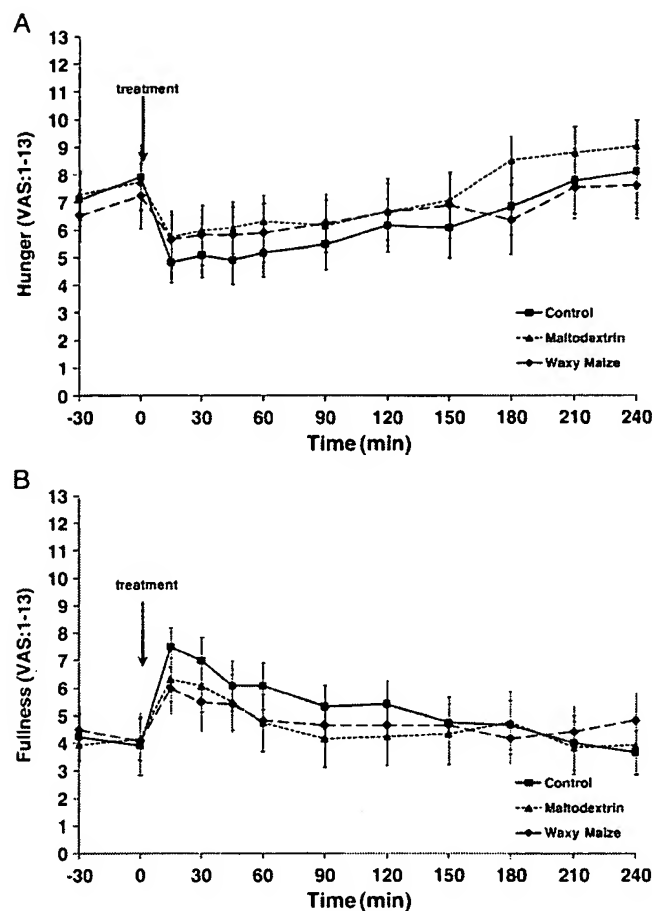 A
13
12
11
10
9
8
7
6
5
4
3
2
1
0
Hunger (VAS:1-13)
treatment
Control
Maltodextrin
Waxy Maize
-30 0 30 60 90 120 150 180 210 240
Time (min)
B
13
12
11
10
9
8
7
6
5
4
3
2
1
0
Fullness (VAS:1-13)
treatment
Control
Maltodextrin
Waxy Maize
-30 0 30 60 90 120 150 180 210 240
Time (min)